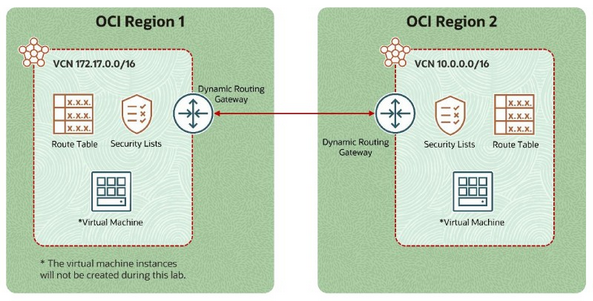 OCI Region 1
VCN 172.17.0.0/16
x.x.x.
x.x.x.
x.x.x.
Route Table
Security Lists
Dynamic Routing
Gateway
*Virtual Machine
* The virtual machine instances
will not be created during this lab.
OCI Region 2
VCN 10.0.0.0/16
Dynamic Routing
Gateway
Security Lists
x.x.x.
x.x.x.
x.x.x.
Route Table
*Virtual Machine